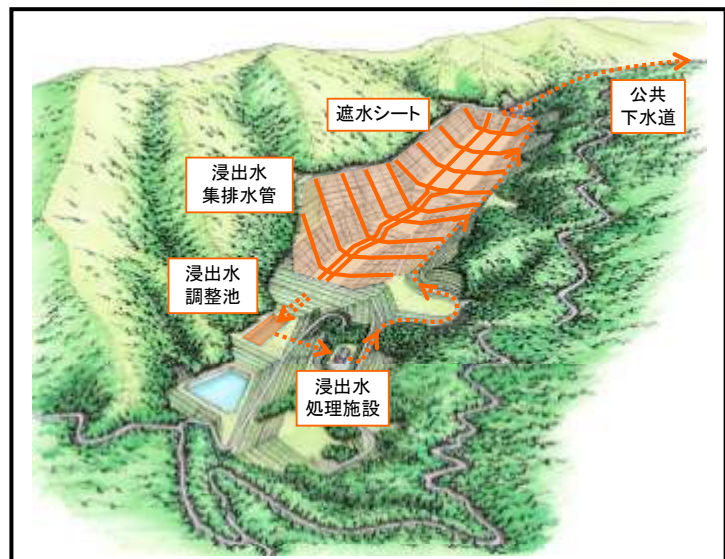 公共
下水道
遮水シート
浸出水
集排水管
浸出水
調整池
浸出水
処理施設